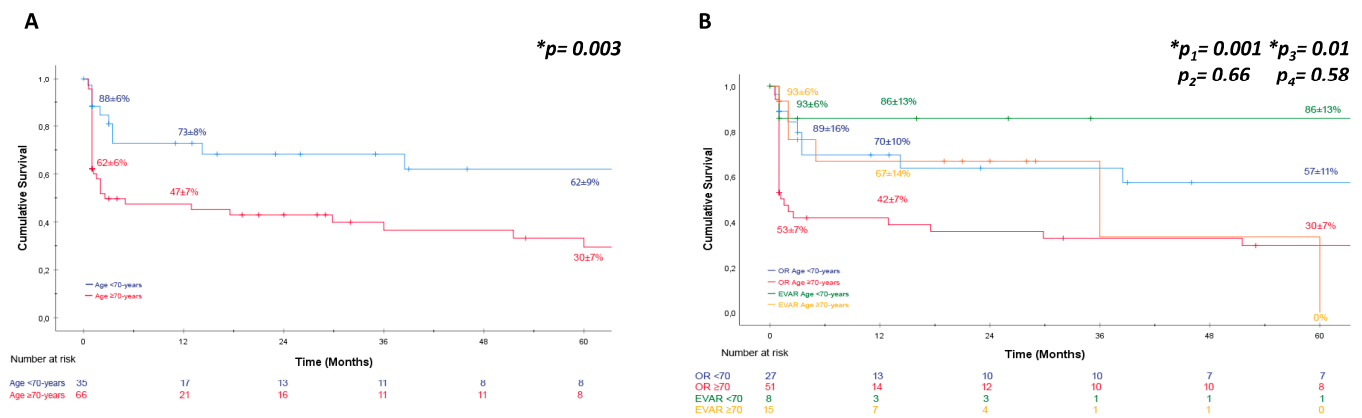 A
*p= 0.003
Cumulative Survival
1,0
0,8
0,6
0,4
0,2
0,0
88±6%
73±8%
62±6%
47±7%
62±9%
30±7%
Age <70-years
Age ≥70-years
0 12 24 36 48 60
Number at risk
Time (Months)
Age <70-years 35 17 13 11 8 8
Age ≥70-years 66 21 16 11 11 8
B
*p1= 0.001 *p3= 0.01
p2= 0.66 p4= 0.58
Cumulative Survival
1,0
0,8
0,6
0,4
0,2
0,0
93±6%
93±6%
86±13%
86±13%
89±16%
70±10%
67±14%
57±11%
42±7%
53±7%
30±7%
0%
OR Age <70-years
OR Age ≥70-years
EVAR Age <70-years
EVAR Age ≥70-years
0 12 24 36 48 60
Number at risk
Time (Months)
OR <70 27 13 10 10 7 7
OR ≥70 51 14 12 10 10 8
EVAR <70 8 3 3 1 1 1
EVAR ≥70 15 7 4 1 1 0